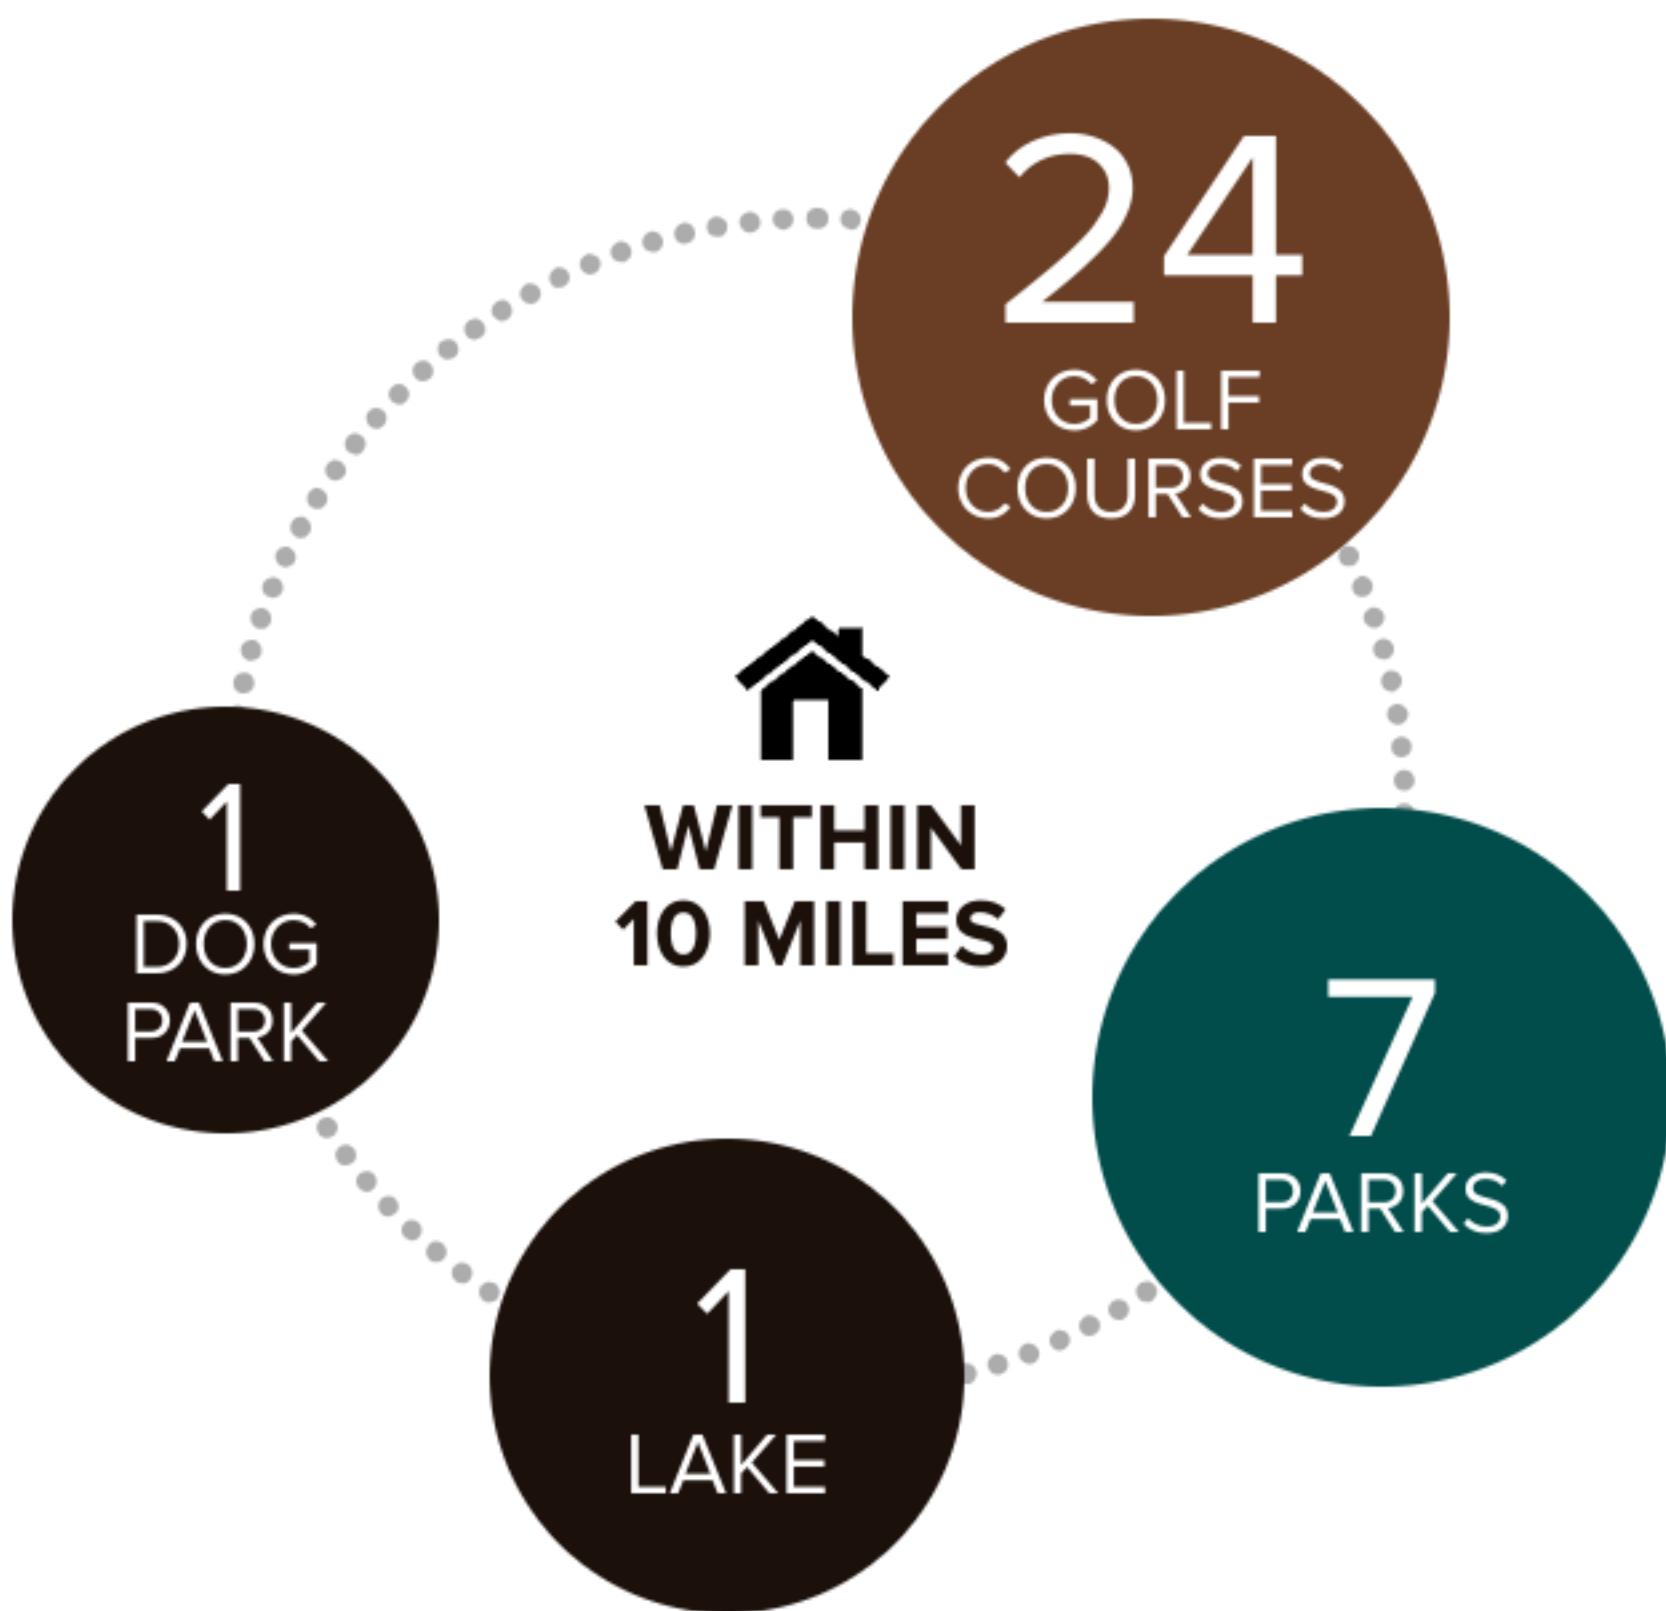 24
GOLF
COURSES
WITHIN
10 MILES
1
DOG
PARK
7
PARKS
1
LAKE